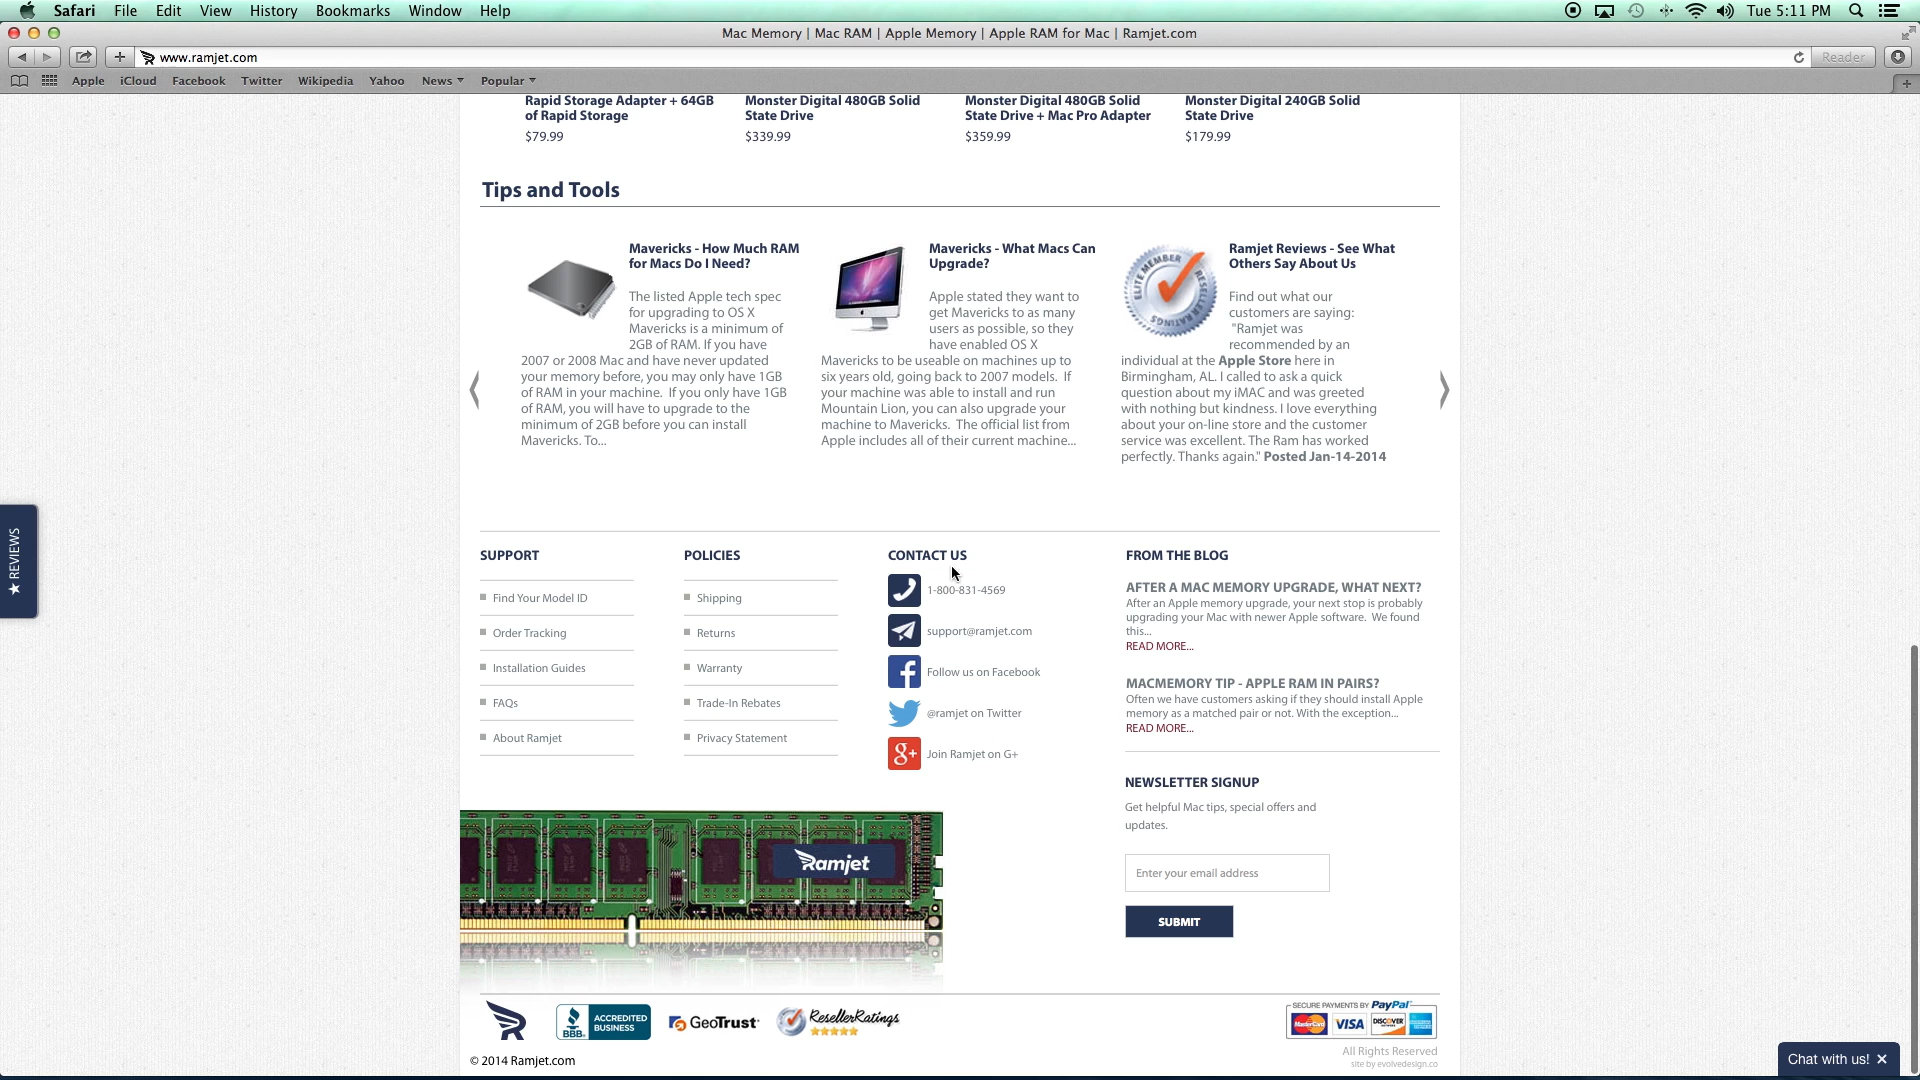 Safari File Edit View History Bookmarks Window Help Tue 5:11 PM
Mac Memory | Mac RAM | Apple Memory | Apple RAM for Mac | Ramjet.com
www.ramjet.com
Reader
Apple iCloud Facebook Twitter Wikipedia Yahoo News Popular
Rapid Storage Adapter + 64GB
of Rapid Storage
$79.99
Monster Digital 480GB Solid
State Drive
$339.99
Monster Digital 480GB Solid
State Drive + Mac Pro Adapter
$359.99
Monster Digital 240GB Solid
State Drive
$179.99
Tips and Tools
Mavericks - How Much RAM
for Macs Do I Need?
The listed Apple tech spec
for upgrading to OS X
Mavericks is a minimum of
2GB of RAM. If you have
2007 or 2008 Mac and have never updated
your memory before, you may only have 1GB
of RAM in your machine. If you only have 1GB
of RAM, you will have to upgrade to the
minimum of 2GB before you can install
Mavericks. To...
Mavericks - What Macs Can
Upgrade?
Apple stated they want to
get Mavericks to as many
users as possible, so they
have enabled OS X
Mavericks to be useable on machines up to
six years old, going back to 2007 models. If
your machine was able to install and run
Mountain Lion, you can also upgrade your
machine to Mavericks. The official list from
Apple includes all of their current machine...
ELITE MEMBER
RESELLERRATINGS
Ramjet Reviews - See What
Others Say About Us
Find out what our
customers are saying:
"Ramjet was
recommended by an
individual at the Apple Store here in
Birmingham, AL. I called to ask a quick
question about my iMAC and was greeted
with nothing but kindness. I love everything
about your on-line store and the customer
service was excellent. The Ram has worked
perfectly. Thanks again." Posted Jan-14-2014
★ REVIEWS
SUPPORT
Find Your Model ID
Order Tracking
Installation Guides
FAQs
About Ramjet
POLICIES
Shipping
Returns
Warranty
Trade-In Rebates
Privacy Statement
CONTACT US
1-800-831-4569
support@ramjet.com
Follow us on Facebook
@ramjet on Twitter
Join Ramjet on G+
FROM THE BLOG
AFTER A MAC MEMORY UPGRADE, WHAT NEXT?
After an Apple memory upgrade, your next stop is probably
upgrading your Mac with newer Apple software. We found
this...
READ MORE...
MACMEMORY TIP - APPLE RAM IN PAIRS?
Often we have customers asking if they should install Apple
memory as a matched pair or not. With the exception...
READ MORE...
NEWSLETTER SIGNUP
Get helpful Mac tips, special offers and
updates.
Enter your email address
SUBMIT
Ramjet
BBB. ACCREDITED
BUSINESS
GeoTrust
ResellerRatings
SECURE PAYMENTS BY PayPal
MasterCard VISA DISCOVER
© 2014 Ramjet.com
All Rights Reserved
site by evolvedesign.co
Chat with us! ×